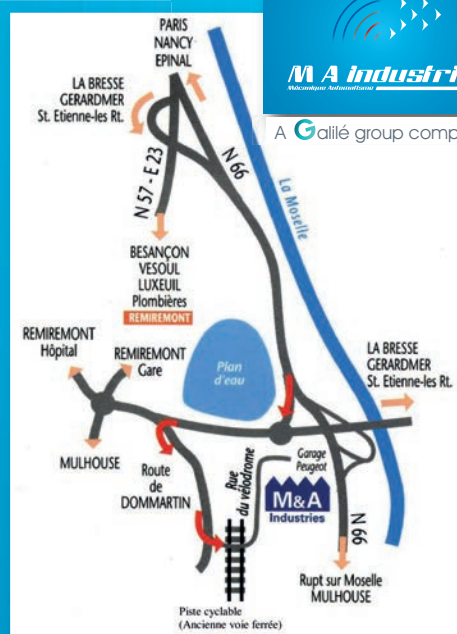 PARIS
NANCY
EPINAL
M A Industri
Mécanique Automatisme
A Galilé group comp
LA BRESSE
GERARDMER
St. Etienne-les Rt.
N 57 - E 23
N 66
La Moselle
BESANÇON
VESOUL
LUXEUIL
Plombières
REMIREMONT
REMIREMONT
Hôpital
REMIREMONT
Gare
Plan
d'eau
LA BRESSE
GERARDMER
St. Etienne-les Rt.
MULHOUSE
Route
de
DOMMARTIN
Rue
du vélodrome
Garage
Peugeot
M&A
Industries
N 66
Rupt sur Moselle
MULHOUSE
Piste cyclable
(Ancienne voie ferrée)